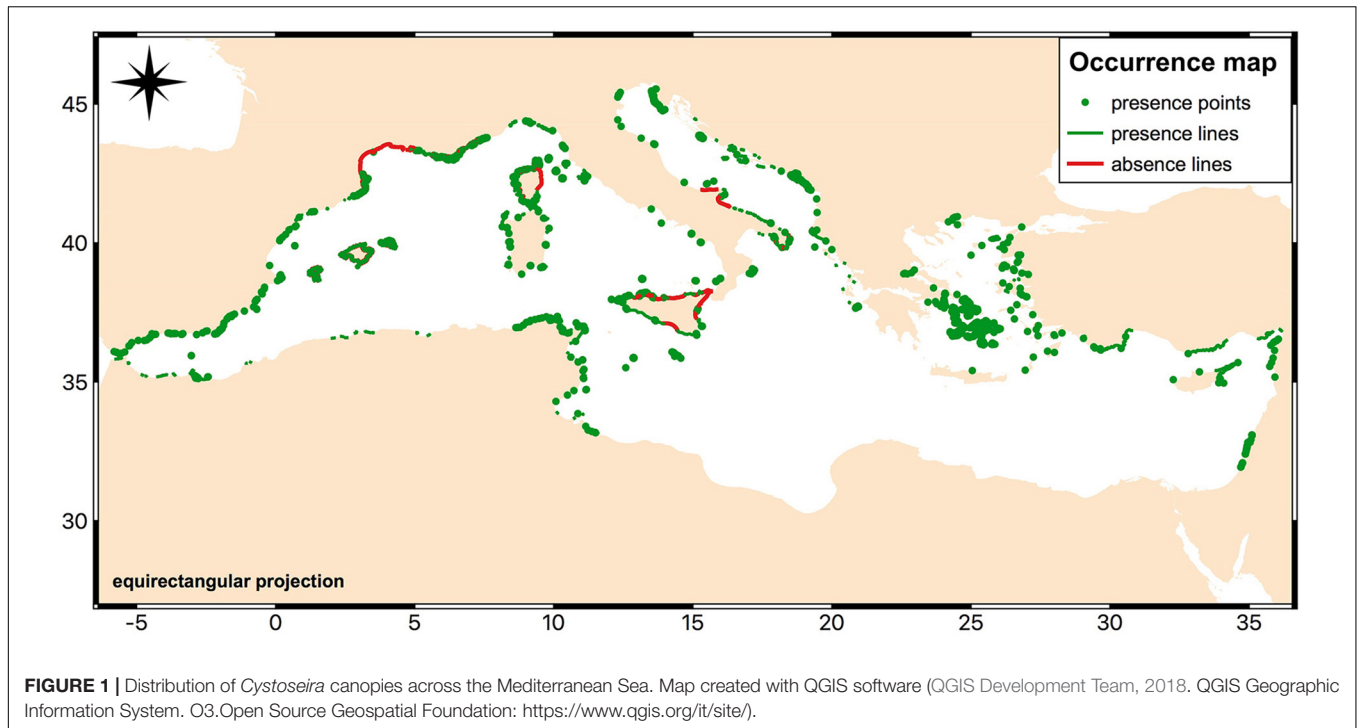 Occurrence map
presence points
presence lines
absence lines
45
40
35
30
equirectangular projection
-5 0 5 10 15 20 25 30 35
FIGURE 1 | Distribution of Cystoseira canopies across the Mediterranean Sea. Map created with QGIS software (QGIS Development Team, 2018. QGIS Geographic
Information System. O3.Open Source Geospatial Foundation: https://www.qgis.org/it/site/).